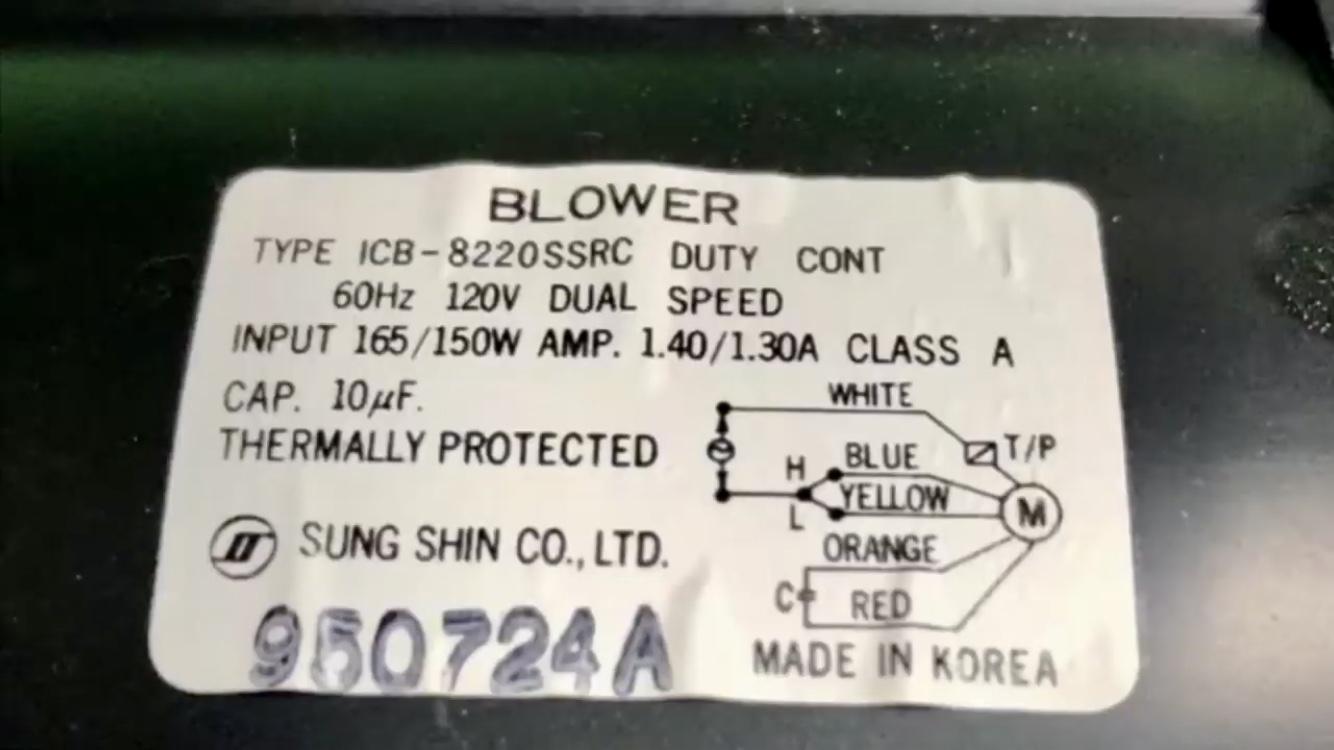 BLOWER
TYPE ICB-8220SSRC DUTY CONT
60Hz 120V DUAL SPEED
INPUT 165/150W AMP. 1.40/1.30A CLASS A
CAP. 10μF.
THERMALLY PROTECTED
WHITE
T/P
H BLUE
YELLOW
M
L
ORANGE
C RED
SUNG SHIN CO., LTD.
950724A
MADE IN KOREA